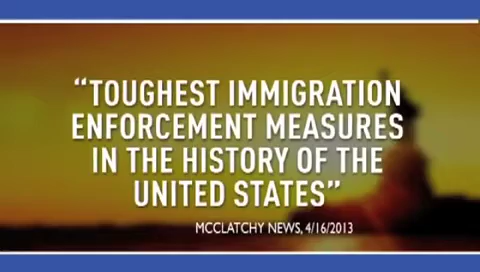 “TOUGHEST IMMIGRATION
ENFORCEMENT MEASURES
IN THE HISTORY OF THE
UNITED STATES”
MCCLATCHY NEWS, 4/16/2013